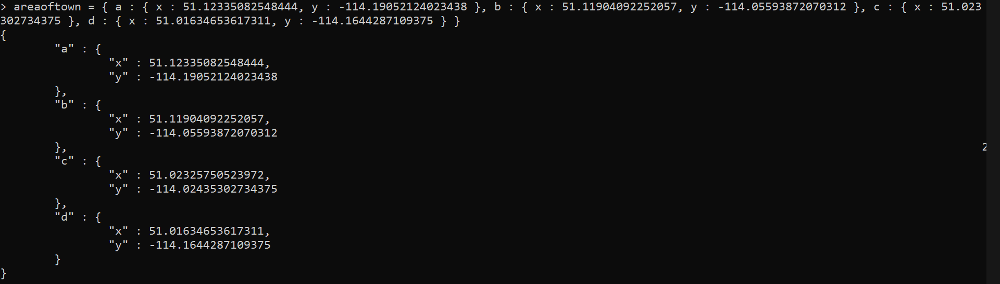 > areaoftown = { a : { x : 51.12335082548444, y : -114.19052124023438 }, b : { x : 51.11904092252057, y : -114.05593872070312 }, c : { x : 51.023
302734375 }, d : { x : 51.01634653617311, y : -114.1644287109375 } }
{
        "a" : {
                "x" : 51.12335082548444,
                "y" : -114.19052124023438
        },
        "b" : {
                "x" : 51.11904092252057,
                "y" : -114.05593872070312
        }, 2
        "c" : {
                "x" : 51.02325750523972,
                "y" : -114.02435302734375
        },
        "d" : {
                "x" : 51.01634653617311,
                "y" : -114.1644287109375
        }
}